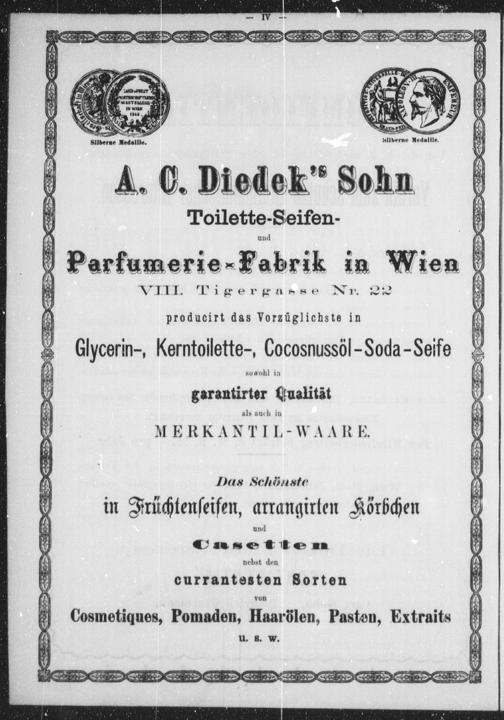 — IV —
Silberne Medaille.
Silberne Medaille.
A. C. Diedek's Sohn
Toilette-Seifen-
und
Parfumerie-Fabrik in Wien
VIII. Tigergasse Nr. 22
producirt das Vorzüglichste in
Glycerin-, Kerntoilette-, Cocosnussöl-Soda-Seife
sowohl in
garantirter Qualität
als auch in
MERKANTIL-WAARE.
Das Schönste
in Früchtenseifen, arrangirten Körbchen
und
Casetten
nebst den
currantesten Sorten
von
Cosmetiques, Pomaden, Haarölen, Pasten, Extraits
u. s. w.